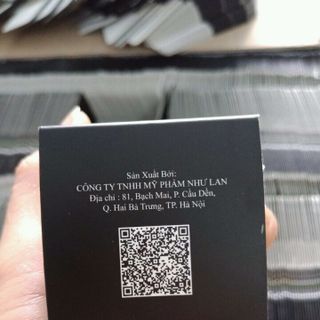 Sản Xuất Bởi:
CÔNG TY TNHH MỸ PHẨM NHƯ LAN
Địa chỉ : 81, Bạch Mai, P. Cầu Dền,
Q. Hai Bà Trưng, TP. Hà Nội